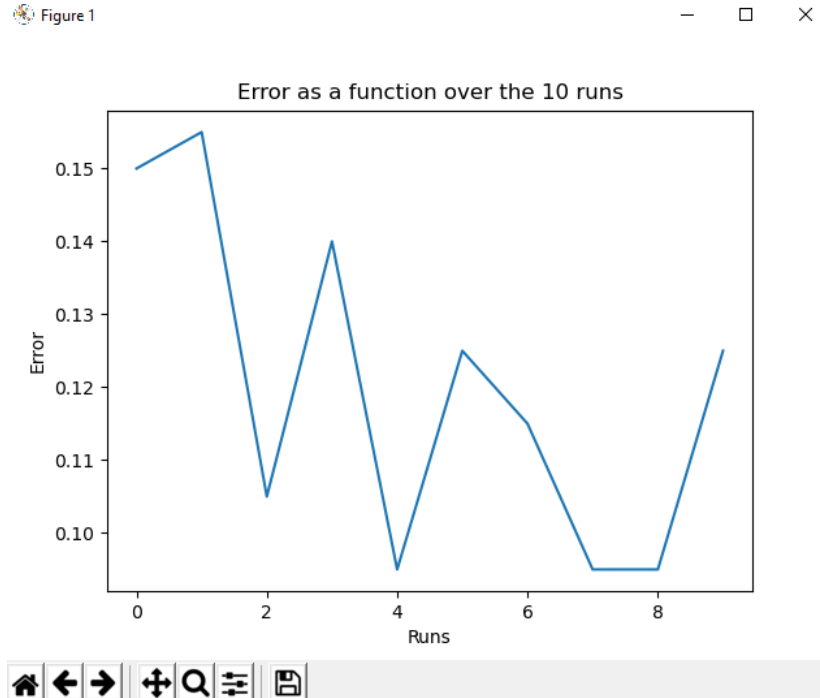 Figure 1
Error as a function over the 10 runs
0.15
0.14
0.13
0.12
0.11
0.10
Error
0 2 4 6 8
Runs